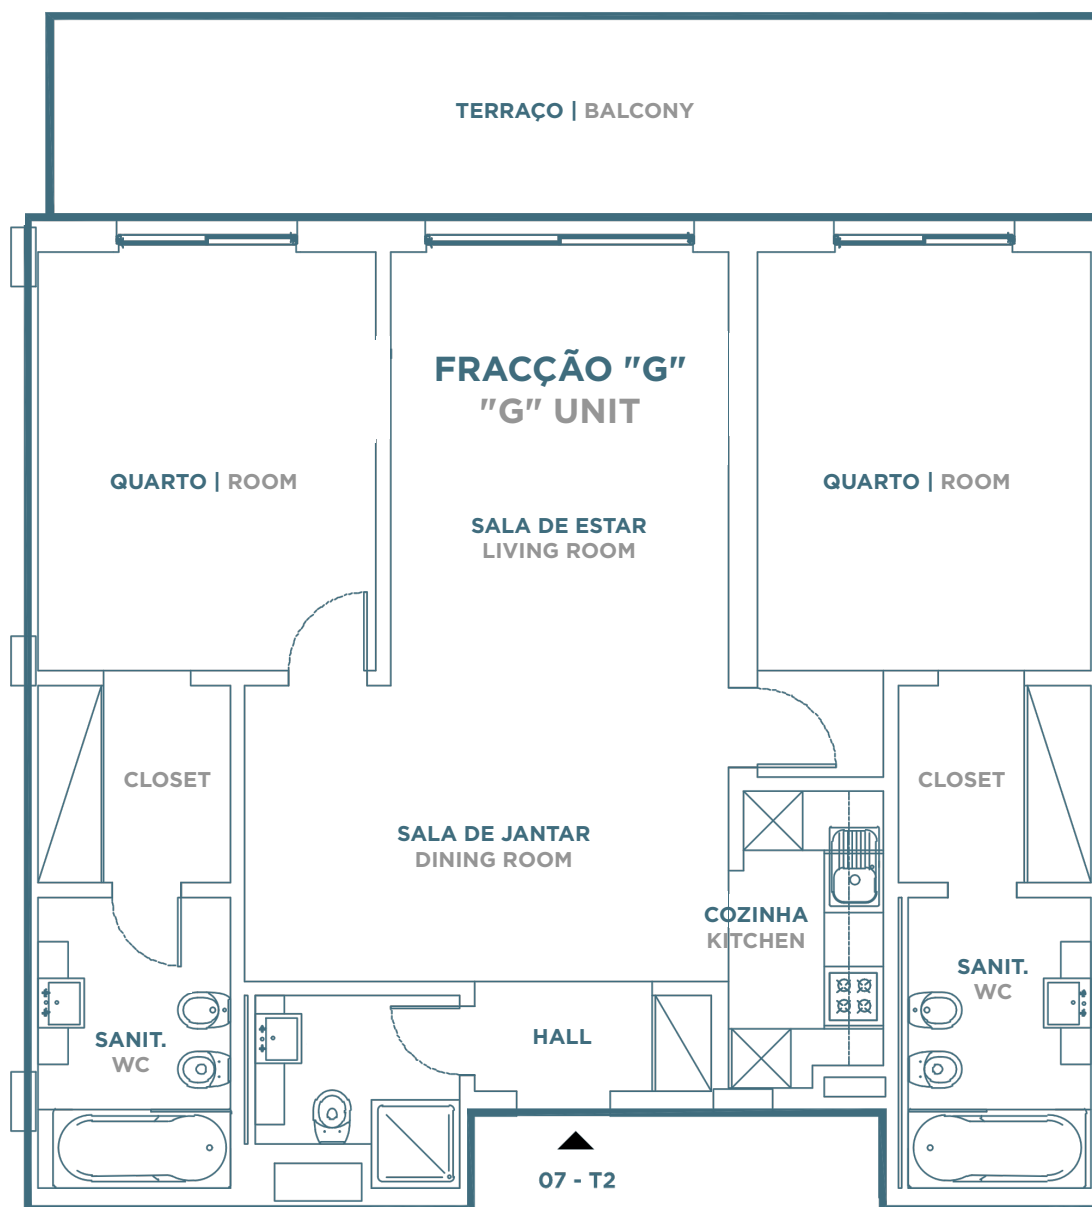 TERRAÇO | BALCONY
FRACÇÃO "G"
"G" UNIT
QUARTO | ROOM
QUARTO | ROOM
SALA DE ESTAR
LIVING ROOM
CLOSET
CLOSET
SALA DE JANTAR
DINING ROOM
COZINHA
KITCHEN
SANIT.
WC
HALL
SANIT.
WC
07 - T2